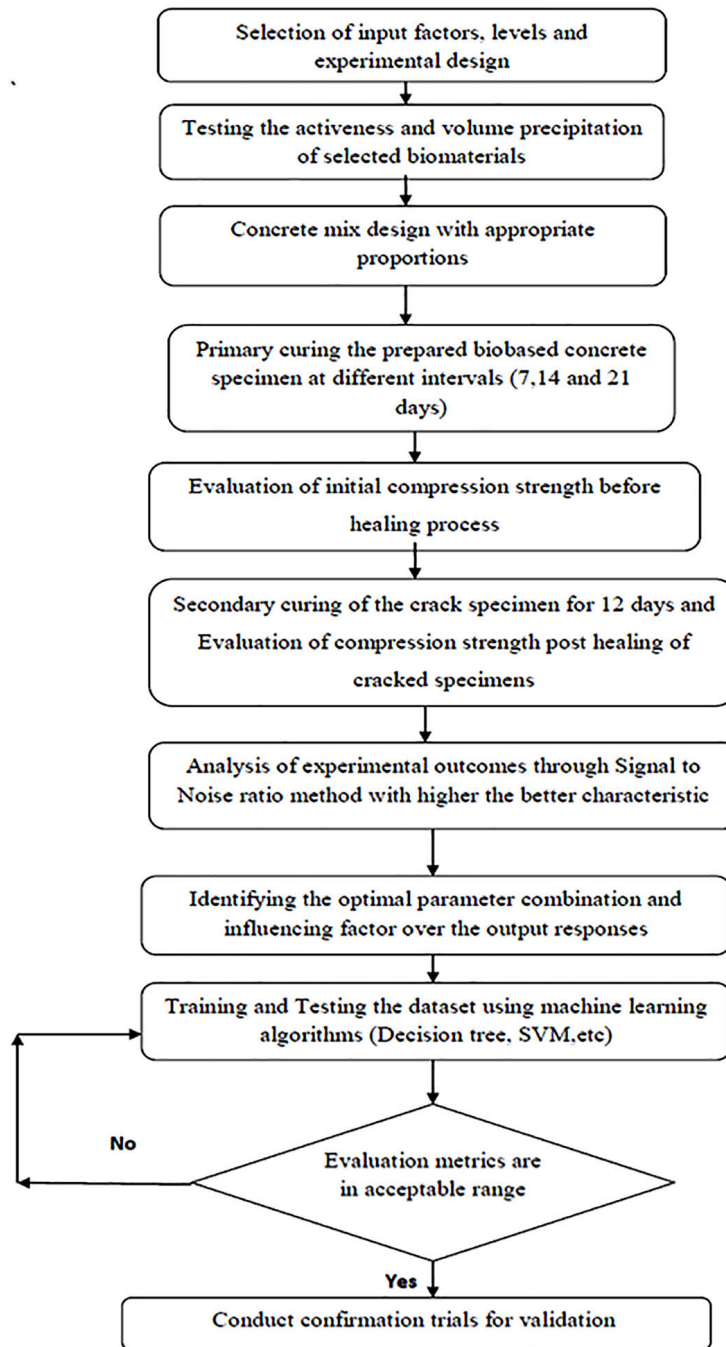 Selection of input factors, levels and
experimental design
Testing the activeness and volume precipitation
of selected biomaterials
Concrete mix design with appropriate
proportions
Primary curing the prepared biobased concrete
specimen at different intervals (7,14 and 21
days)
Evaluation of initial compression strength before
healing process
Secondary curing of the crack specimen for 12 days and
Evaluation of compression strength post healing of
cracked specimens
Analysis of experimental outcomes through Signal to
Noise ratio method with higher the better characteristic
Identifying the optimal parameter combination and
influencing factor over the output responses
Training and Testing the dataset using machine learning
algorithms (Decision tree, SVM,etc)
No
Evaluation metrics are
in acceptable range
Yes
Conduct confirmation trials for validation